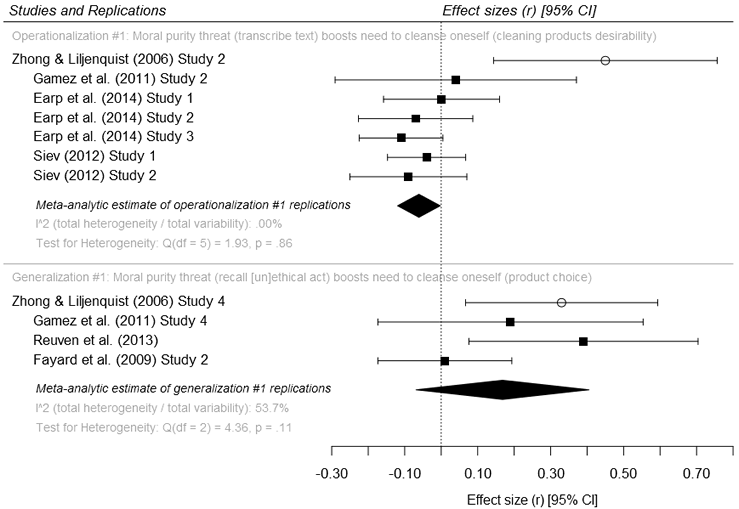 Studies and Replications Effect sizes (r) [95% CI]
Operationalization #1: Moral purity threat (transcribe text) boosts need to cleanse oneself (cleaning products desirability)
Zhong & Liljenquist (2006) Study 2
Gamez et al. (2011) Study 2
Earp et al. (2014) Study 1
Earp et al. (2014) Study 2
Earp et al. (2014) Study 3
Siev (2012) Study 1
Siev (2012) Study 2
Meta-analytic estimate of operationalization #1 replications
I^2 (total heterogeneity / total variability): .00%
Test for Heterogeneity: Q(df = 5) = 1.93, p = .86
Generalization #1: Moral purity threat (recall [un]ethical act) boosts need to cleanse oneself (product choice)
Zhong & Liljenquist (2006) Study 4
Gamez et al. (2011) Study 4
Reuven et al. (2013)
Fayard et al. (2009) Study 2
Meta-analytic estimate of generalization #1 replications
I^2 (total heterogeneity / total variability): 53.7%
Test for Heterogeneity: Q(df = 2) = 4.36, p = .11
-0.30 -0.10 0.10 0.30 0.50 0.70
Effect size (r) [95% CI]